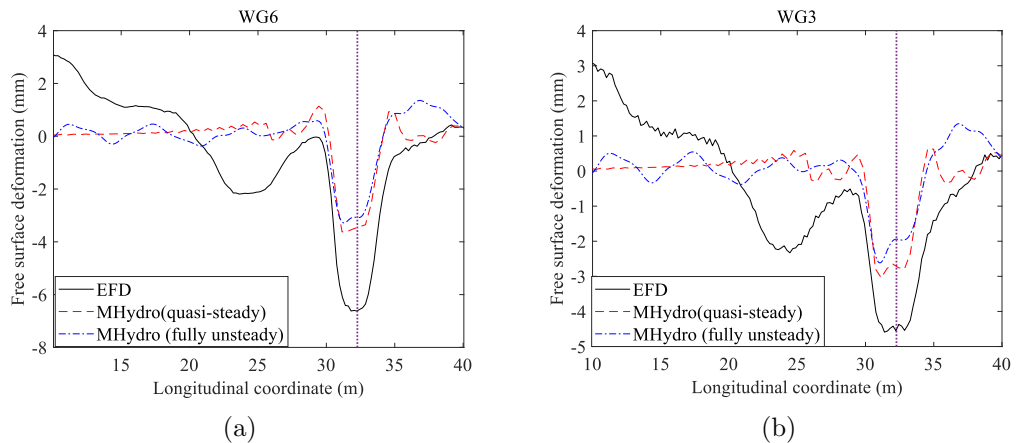 WG6
Free surface deformation (mm)
4
2
0
-2
-4
-6
-8
EFD
MHydro(quasi-steady)
MHydro (fully unsteady)
15 20 25 30 35 40
Longitudinal coordinate (m)
(a)
WG3
Free surface deformation (mm)
4
3
2
1
0
-1
-2
-3
-4
-5
EFD
MHydro(quasi-steady)
MHydro (fully unsteady)
10 15 20 25 30 35 40
Longitudinal coordinate (m)
(b)